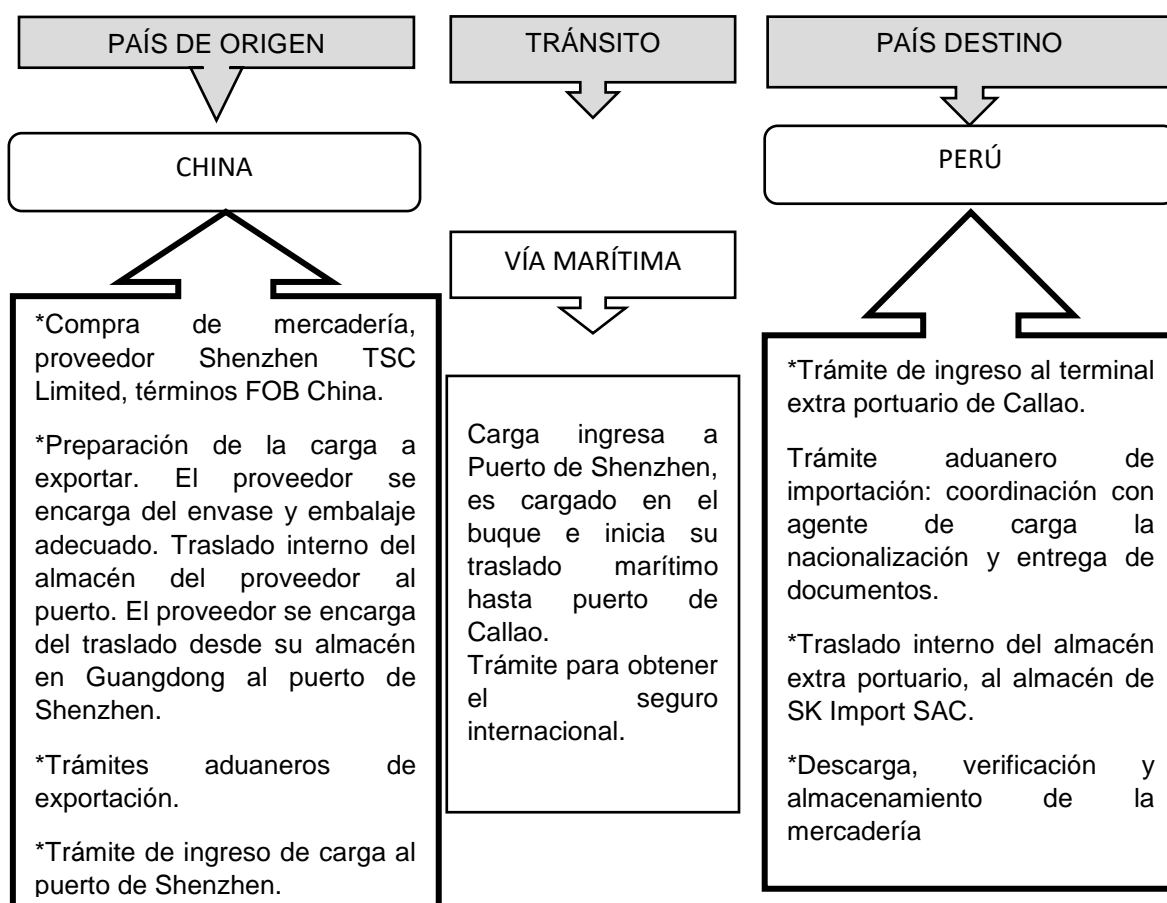 PAÍS DE ORIGEN
CHINA
*Compra de mercadería,
proveedor Shenzhen TSC
Limited, términos FOB China.
*Preparación de la carga a
exportar. El proveedor se
encarga del envase y embalaje
adecuado. Traslado interno del
almacén del proveedor al
puerto. El proveedor se encarga
del traslado desde su almacén
en Guangdong al puerto de
Shenzhen.
*Trámites aduaneros de
exportación.
*Trámite de ingreso de carga al
puerto de Shenzhen.
TRÁNSITO
VÍA MARÍTIMA
Carga ingresa a
Puerto de Shenzhen,
es cargado en el
buque e inicia su
traslado marítimo
hasta puerto de
Callao.
Trámite para obtener
el seguro
internacional.
PAÍS DESTINO
PERÚ
*Trámite de ingreso al terminal
extra portuario de Callao.
Trámite aduanero de
importación: coordinación con
agente de carga la
nacionalización y entrega de
documentos.
*Traslado interno del almacén
extra portuario, al almacén de
SK Import SAC.
*Descarga, verificación y
almacenamiento de la
mercadería